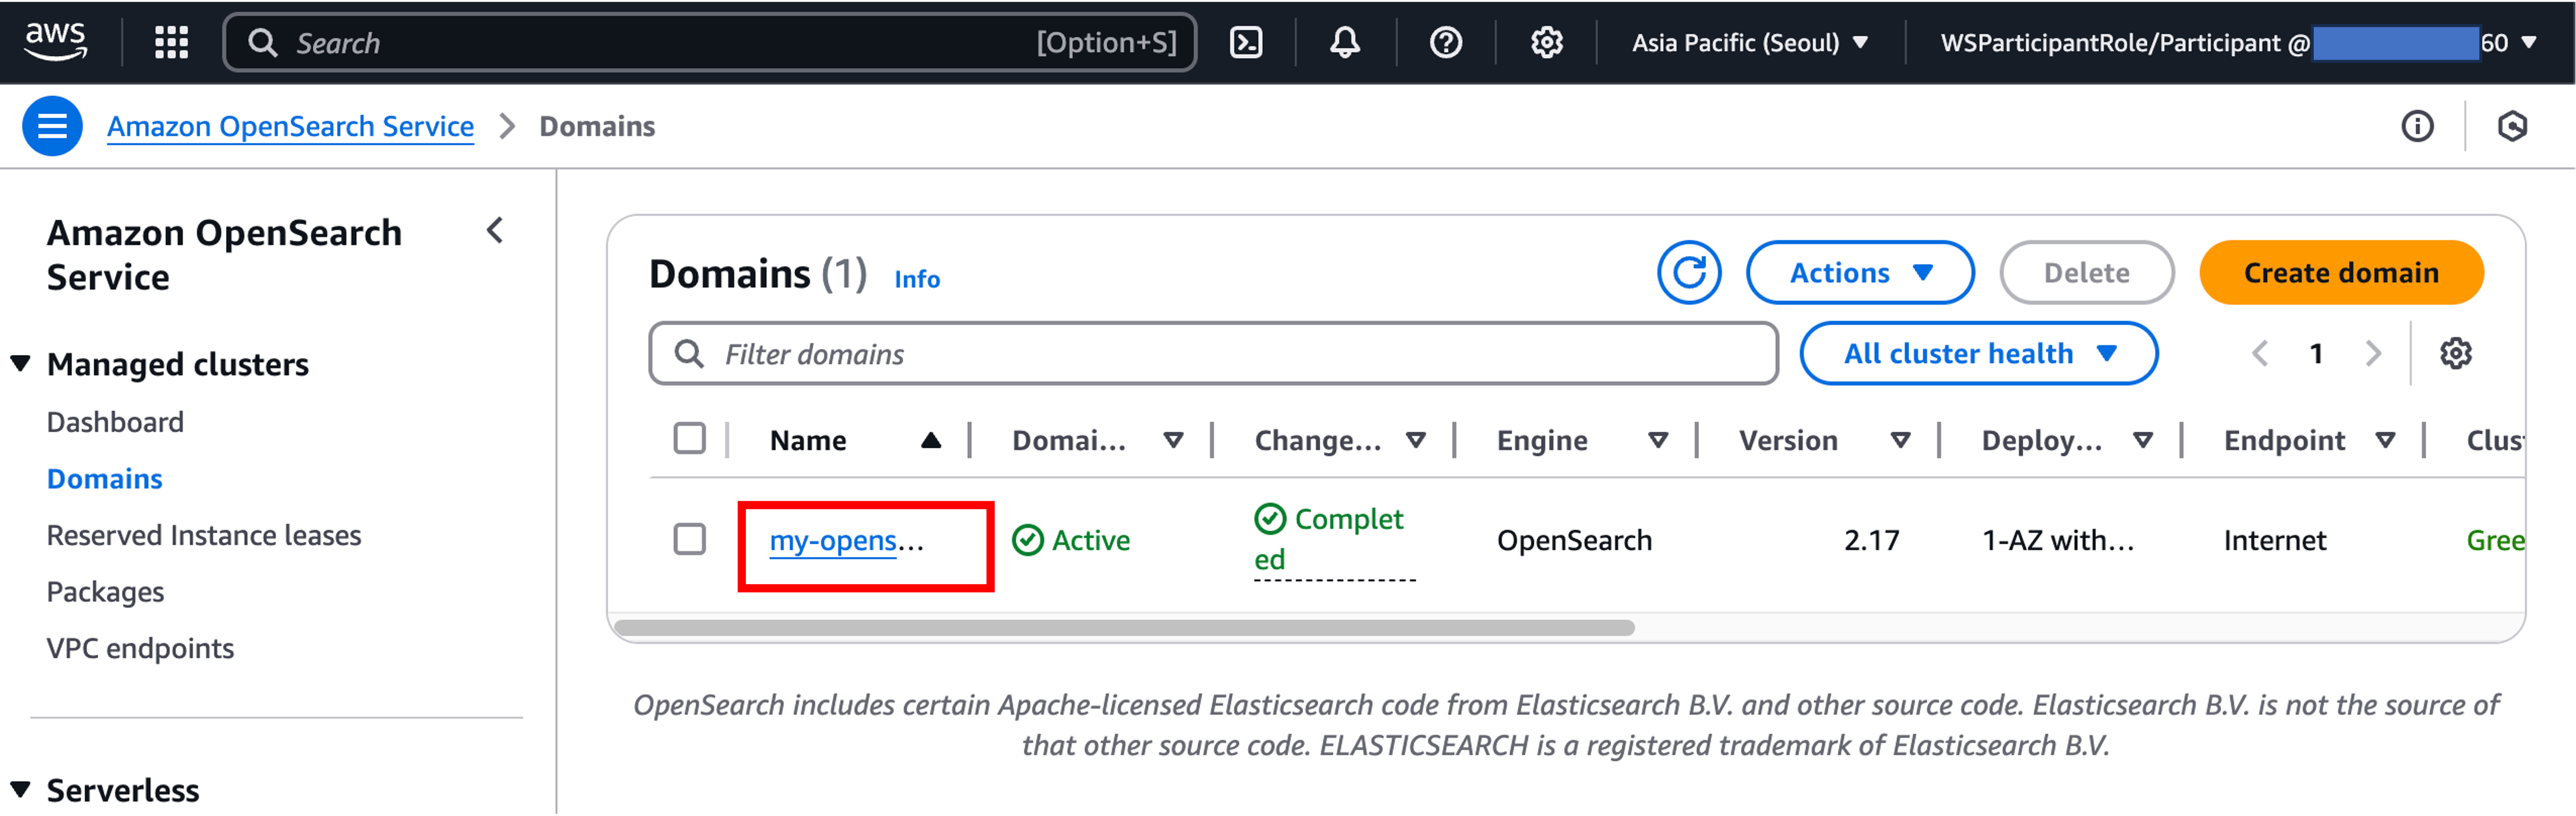 aws
Search [Option+S]
Asia Pacific (Seoul)
WSParticipantRole/Participant @ 60
Amazon OpenSearch Service
Domains
Amazon OpenSearch
Service
Managed clusters
Dashboard
Domains
Reserved Instance leases
Packages
VPC endpoints
Serverless
Domains (1) Info
Actions
Delete
Create domain
Filter domains
All cluster health
1
Name Domai... Change... Engine Version Deploy... Endpoint Clus
my-opens... Active Complet
ed OpenSearch 2.17 1-AZ with... Internet Gree
OpenSearch includes certain Apache-licensed Elasticsearch code from Elasticsearch B.V. and other source code. Elasticsearch B.V. is not the source of
that other source code. ELASTICSEARCH is a registered trademark of Elasticsearch B.V.